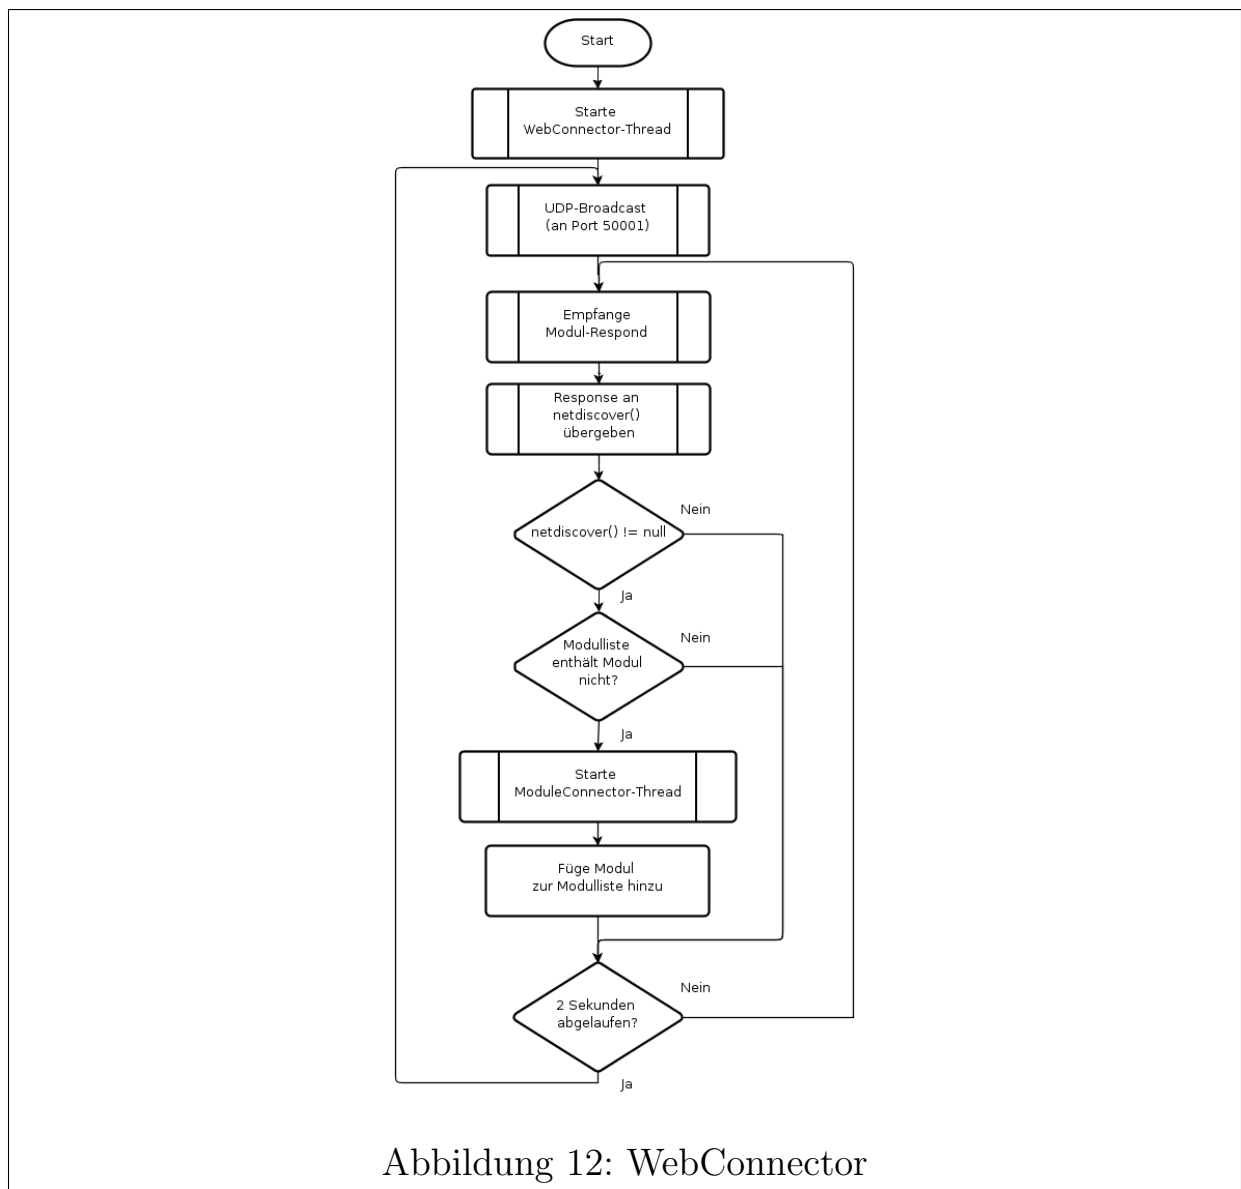 Start
Starte
WebConnector-Thread
UDP-Broadcast
(an Port 50001)
Empfange
Modul-Respond
Response an
netdiscover()
übergeben
Nein
netdiscover() != null
Ja
Nein
Modulliste
enthält Modul
nicht?
Ja
Starte
ModuleConnector-Thread
Füge Modul
zur Modulliste hinzu
Nein
2 Sekunden
abgelaufen?
Ja
Abbildung 12: WebConnector